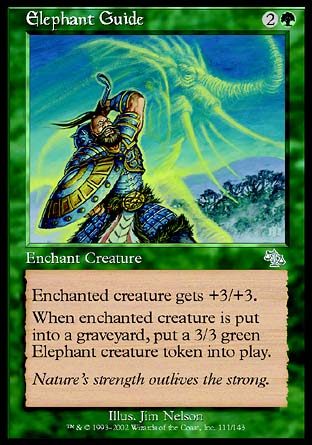 Elephant Guide 2
Enchant Creature
Enchanted creature gets +3/+3.
When enchanted creature is put
into a graveyard, put a 3/3 green
Elephant creature token into play.
Nature's strength outlives the strong.
Illus. Jim Nelson
™ & © 1993-2002 Wizards of the Coast, Inc. 111/143